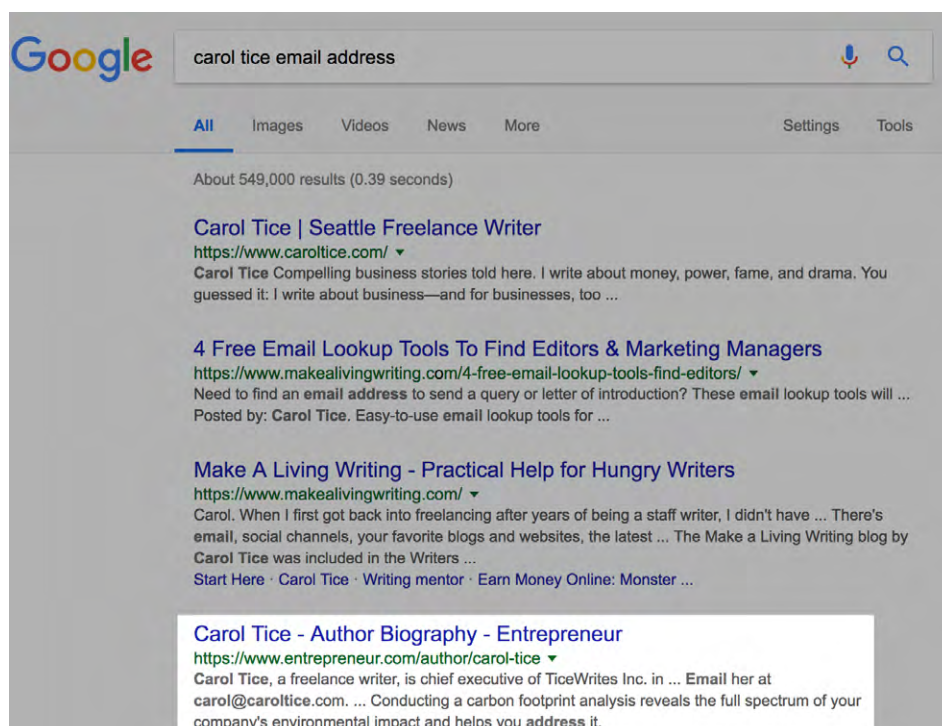 Google
carol tice email address
All Images Videos News More Settings Tools
About 549,000 results (0.39 seconds)
Carol Tice | Seattle Freelance Writer
https://www.caroltice.com/
Carol Tice Compelling business stories told here. I write about money, power, fame, and drama. You
guessed it: I write about business—and for businesses, too ...
4 Free Email Lookup Tools To Find Editors & Marketing Managers
https://www.makealivingwriting.com/4-free-email-lookup-tools-find-editors/
Need to find an email address to send a query or letter of introduction? These email lookup tools will ...
Posted by: Carol Tice. Easy-to-use email lookup tools for ...
Make A Living Writing - Practical Help for Hungry Writers
https://www.makealivingwriting.com/
Carol. When I first got back into freelancing after years of being a staff writer, I didn't have ... There's
email, social channels, your favorite blogs and websites, the latest ... The Make a Living Writing blog by
Carol Tice was included in the Writers ...
Start Here · Carol Tice · Writing mentor · Earn Money Online: Monster ...
Carol Tice - Author Biography - Entrepreneur
https://www.entrepreneur.com/author/carol-tice
Carol Tice, a freelance writer, is chief executive of TiceWrites Inc. in ... Email her at
carol@caroltice.com. ... Conducting a carbon footprint analysis reveals the full spectrum of your
company's environmental impact and helps you address it.